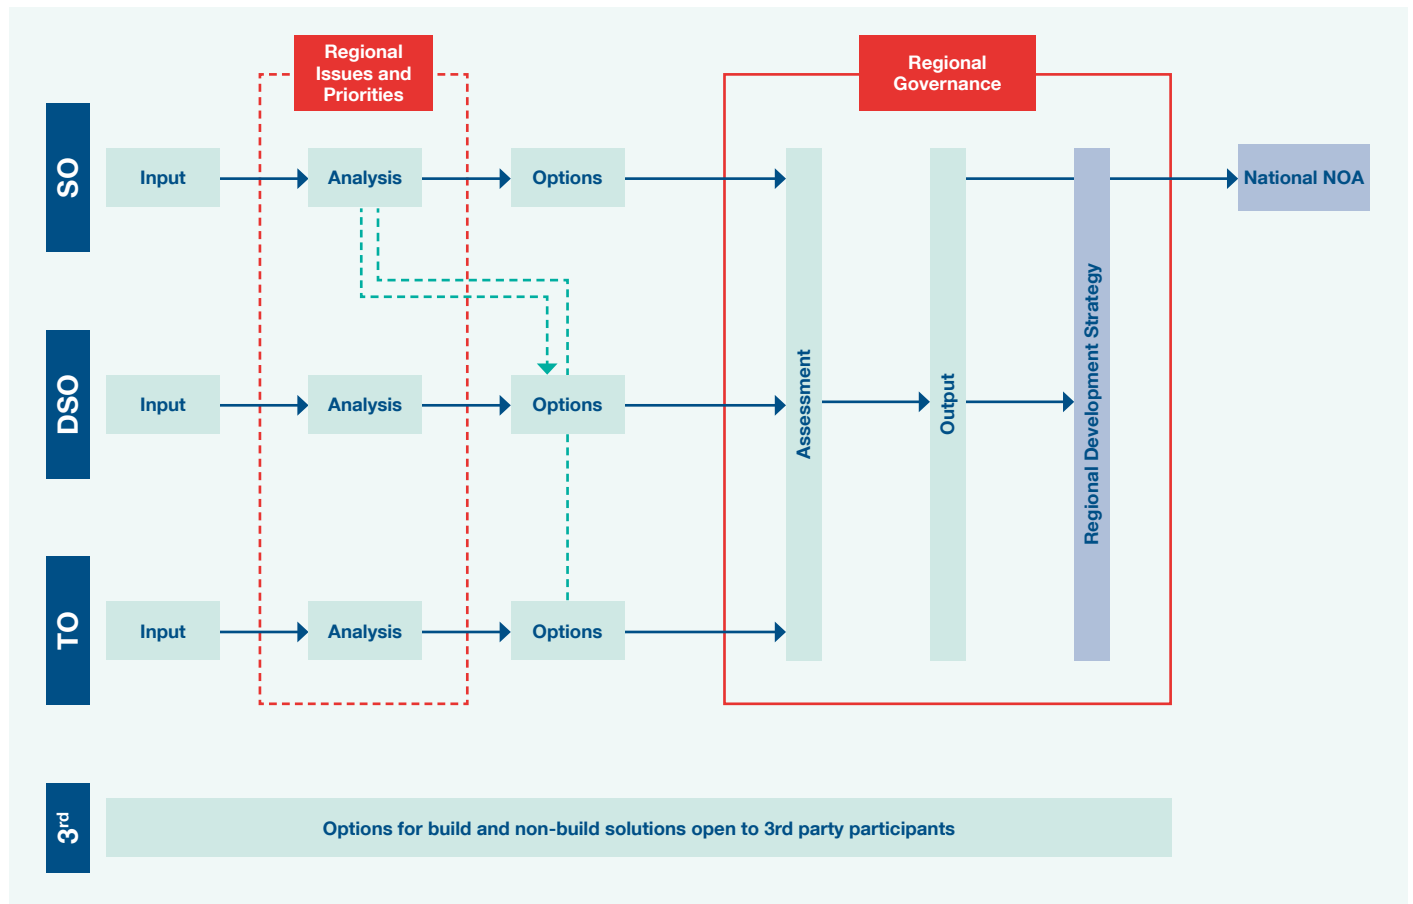 Regional
Issues and
Priorities
Regional
Governance
SO
Input
Analysis
Options
National NOA
DSO
Input
Analysis
Options
Assessment
Output
Regional Development Strategy
TO
Input
Analysis
Options
3rd
Options for build and non-build solutions open to 3rd party participants